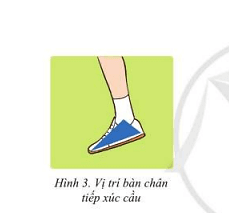 Hình 3. Vị trí bàn chân
tiếp xúc cầu